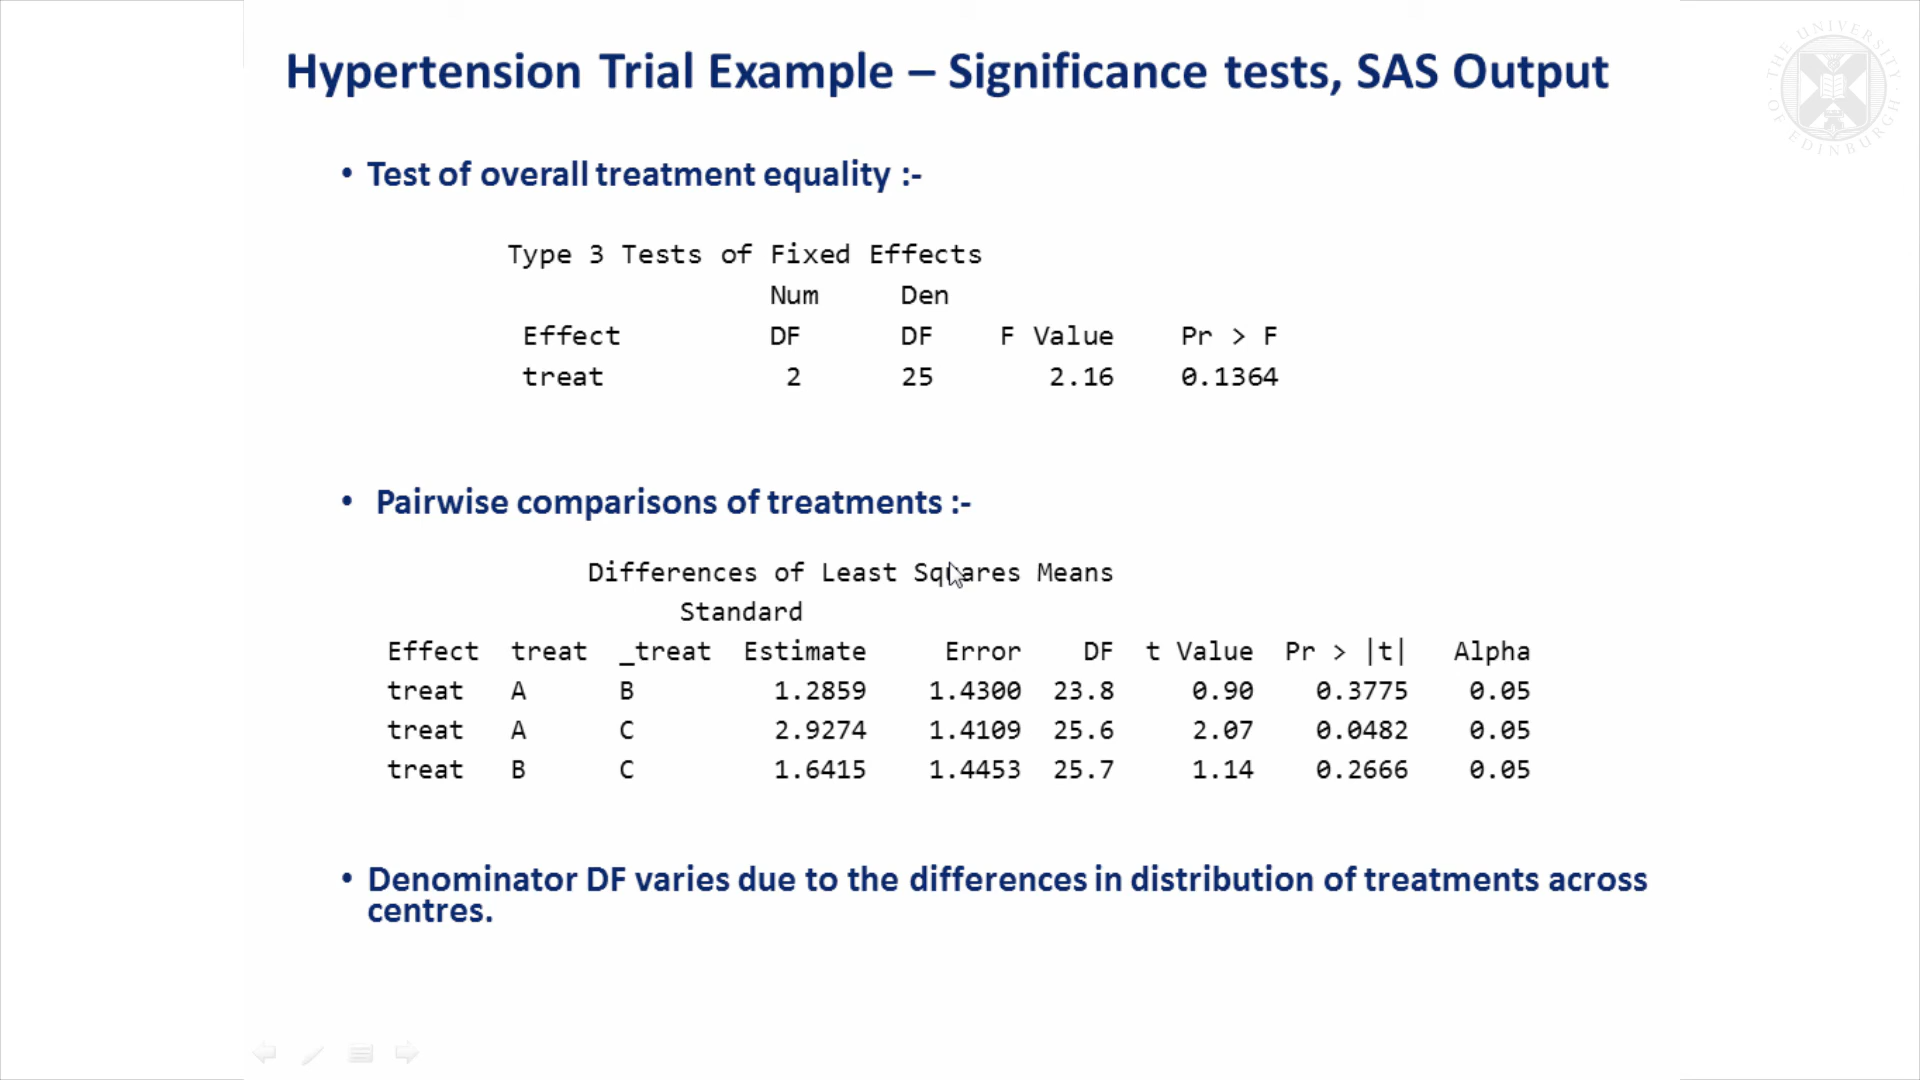 Hypertension Trial Example – Significance tests, SAS Output
THE UNIVERSITY OF EDINBURGH
• Test of overall treatment equality :-
Type 3 Tests of Fixed Effects
Num Den
Effect DF DF F Value Pr > F
treat 2 25 2.16 0.1364
• Pairwise comparisons of treatments :-
Differences of Least Squares Means
Standard
Effect treat _treat Estimate Error DF t Value Pr > |t| Alpha
treat A B 1.2859 1.4300 23.8 0.90 0.3775 0.05
treat A C 2.9274 1.4109 25.6 2.07 0.0482 0.05
treat B C 1.6415 1.4453 25.7 1.14 0.2666 0.05
• Denominator DF varies due to the differences in distribution of treatments across
centres.